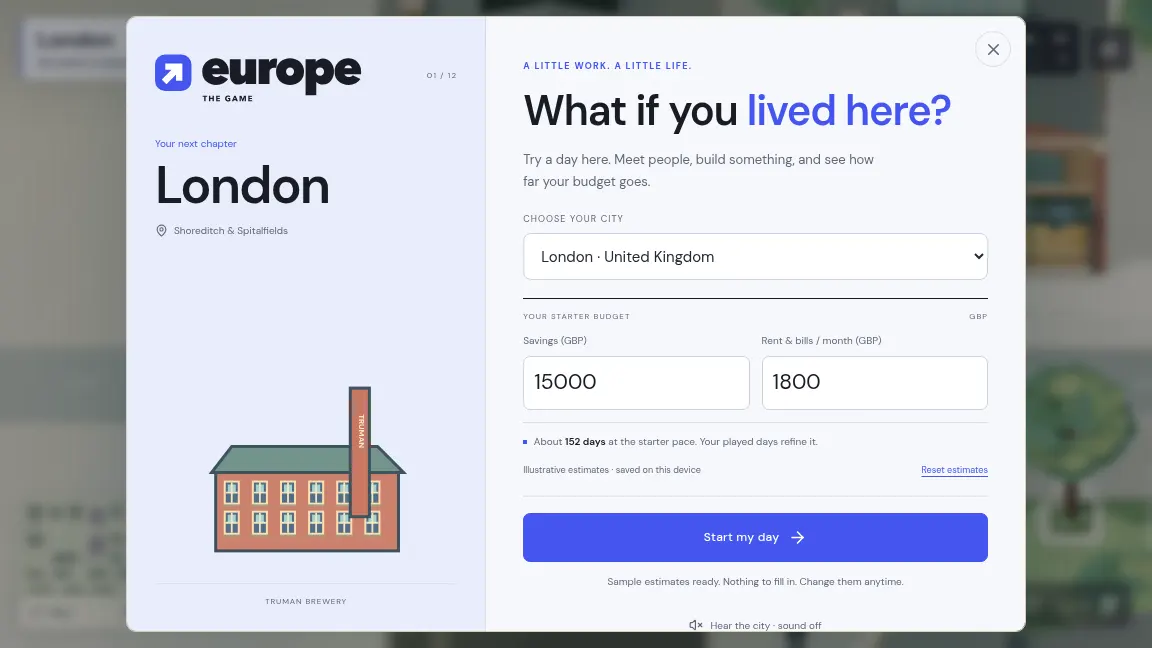 London
europe
THE GAME
01 / 12
Your next chapter
London
Shoreditch & Spitalfields
TRUMAN
TRUMAN BREWERY
A LITTLE WORK. A LITTLE LIFE.
What if you lived here?
Try a day here. Meet people, build something, and see how
far your budget goes.
CHOOSE YOUR CITY
London · United Kingdom
YOUR STARTER BUDGET
GBP
Savings (GBP)
Rent & bills / month (GBP)
15000
1800
About 152 days at the starter pace. Your played days refine it.
Illustrative estimates · saved on this device
Reset estimates
Start my day
Sample estimates ready. Nothing to fill in. Change them anytime.
Hear the city · sound off